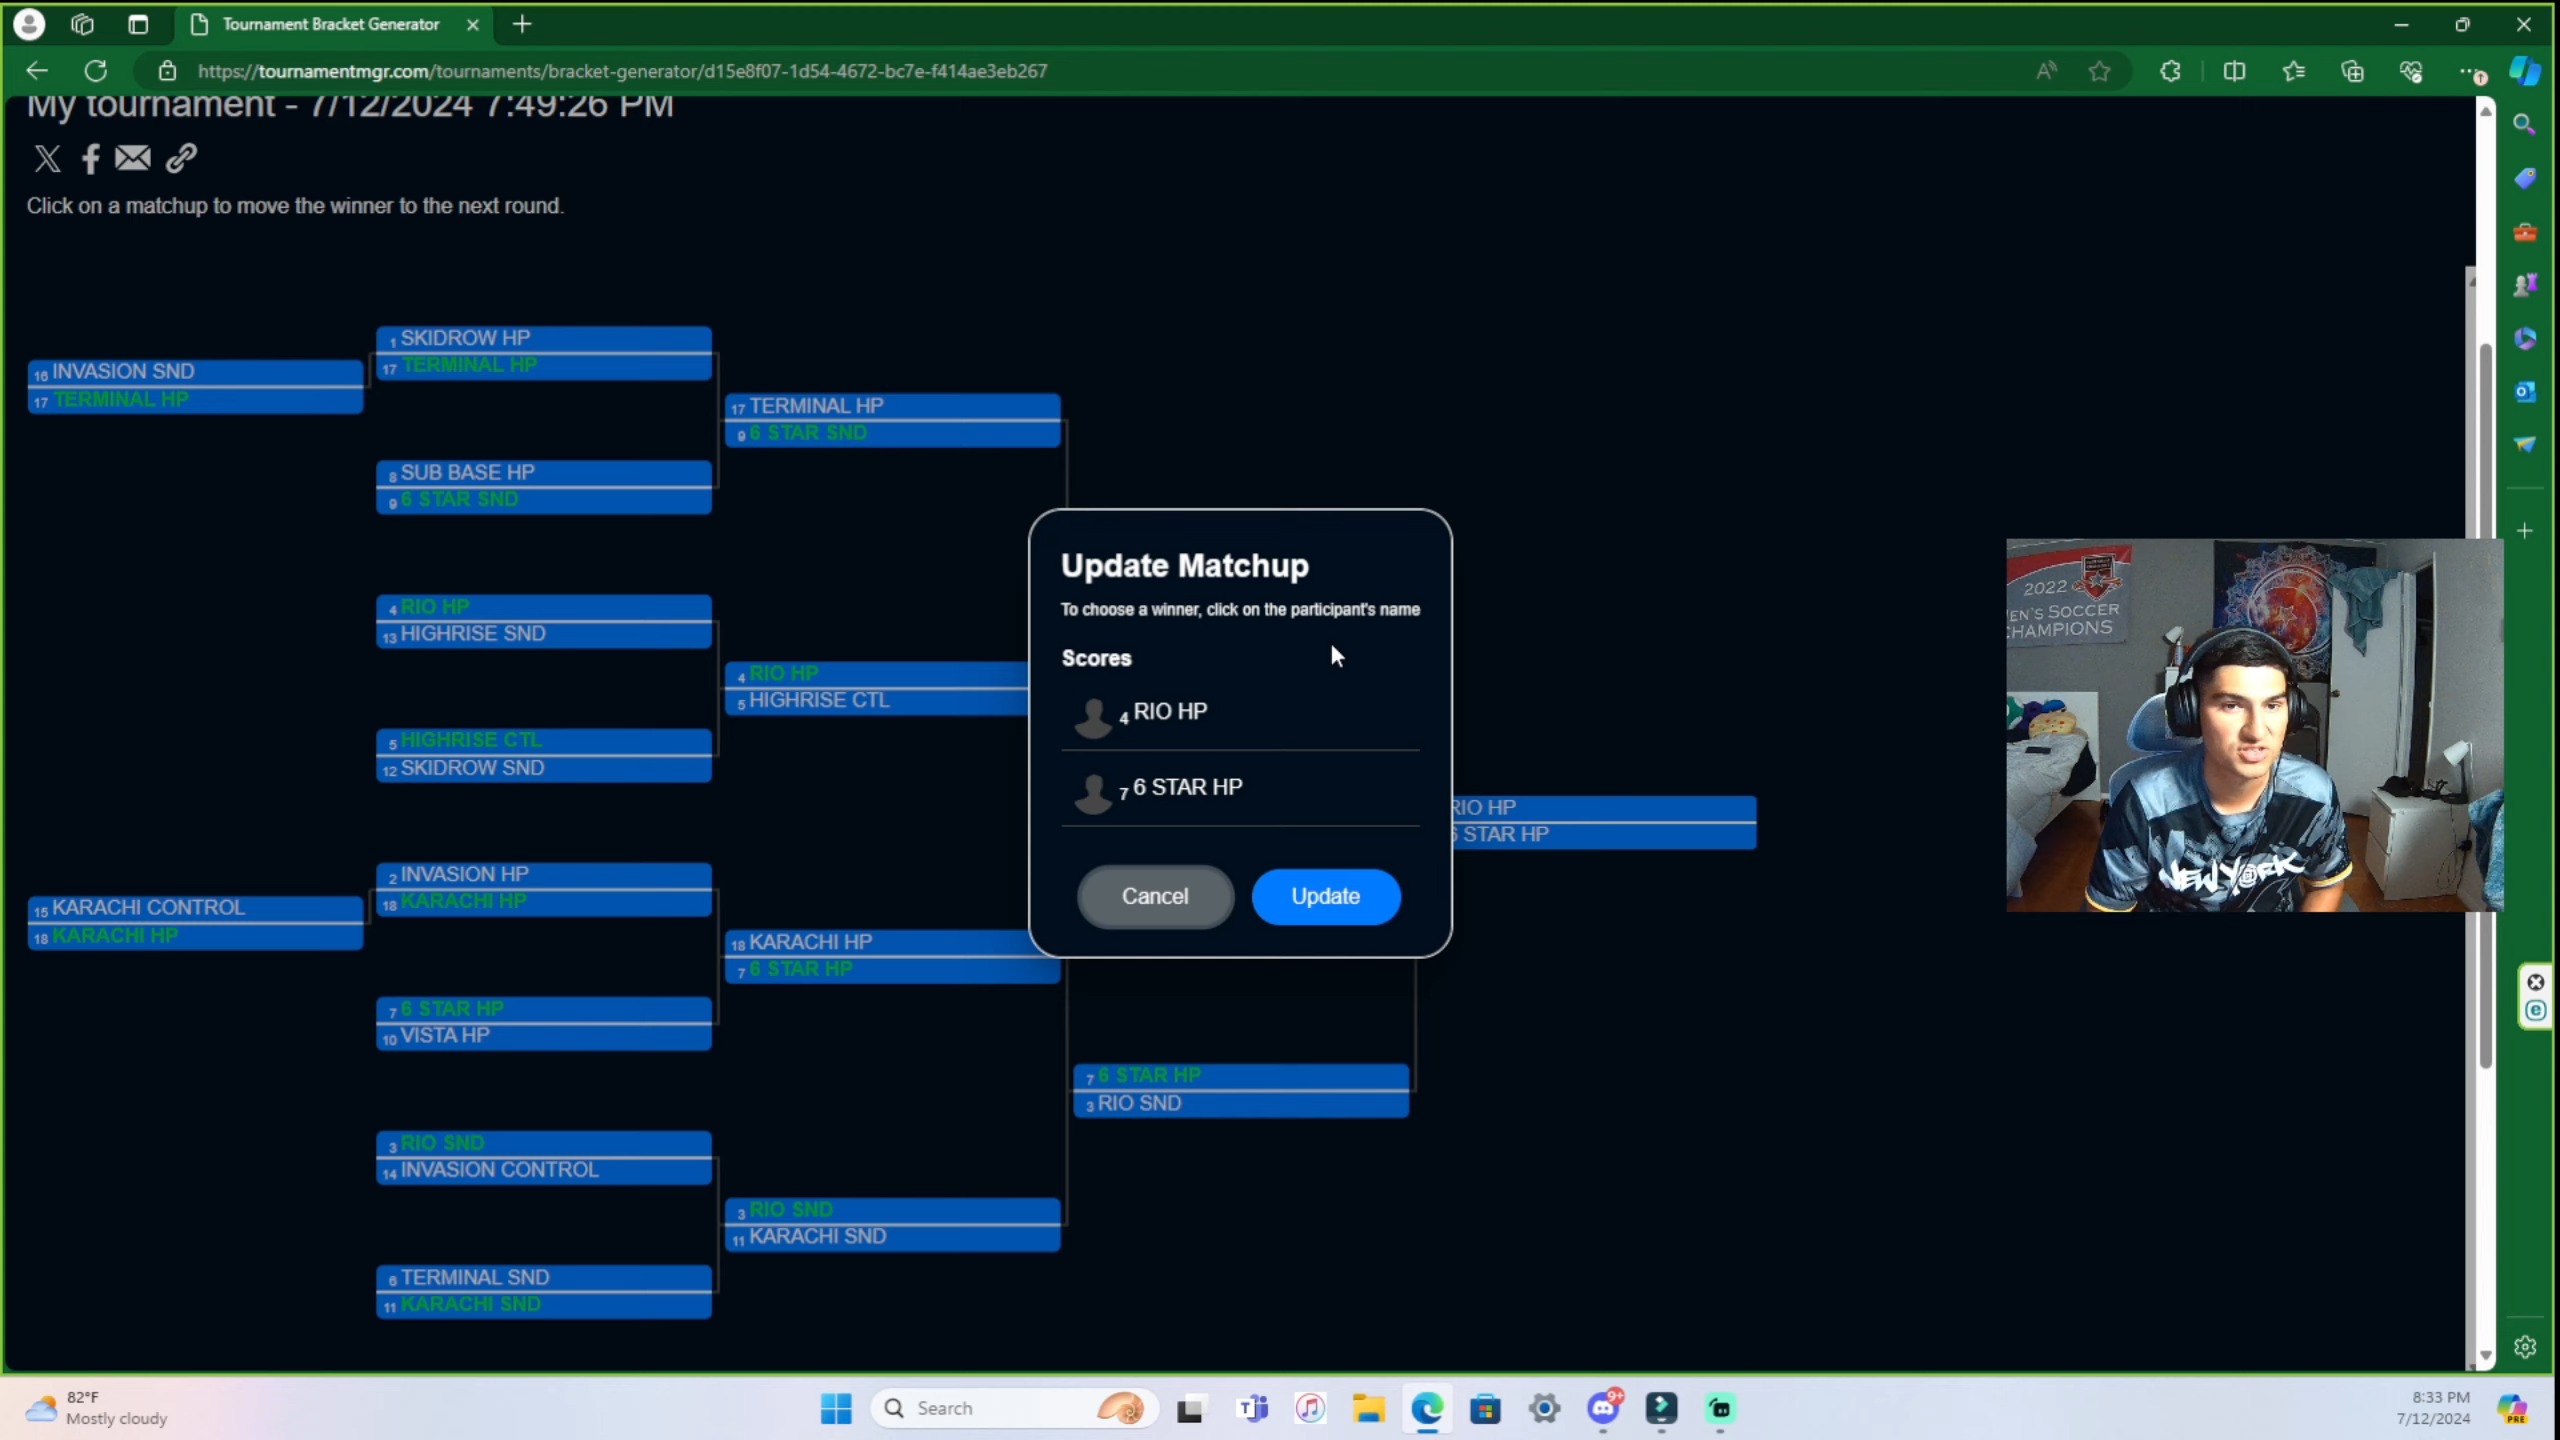 Tournament Bracket Generator
https://tournamentmgr.com/tournaments/bracket-generator/d15e8f07-1d54-4672-bc7e-f414ae3eb267
My tournament - 7/12/2024 7:49:26 PM
Click on a matchup to move the winner to the next round.
16 INVASION SND
17 TERMINAL HP
15 KARACHI CONTROL
18 KARACHI HP
1 SKIDROW HP
17 TERMINAL HP
8 SUB BASE HP
9 6 STAR SND
4 RIO HP
13 HIGHRISE SND
5 HIGHRISE CTL
12 SKIDROW SND
2 INVASION HP
18 KARACHI HP
7 6 STAR HP
10 VISTA HP
3 RIO SND
14 INVASION CONTROL
6 TERMINAL SND
11 KARACHI SND
17 TERMINAL HP
9 6 STAR SND
4 RIO HP
5 HIGHRISE CTL
18 KARACHI HP
7 6 STAR HP
3 RIO SND
11 KARACHI SND
7 6 STAR HP
3 RIO SND
RIO HP
6 STAR HP
Update Matchup
To choose a winner, click on the participant's name
Scores
4 RIO HP
7 6 STAR HP
Cancel
Update
2022
EN'S SOCCER
CHAMPIONS
NEW YORK
82°F
Mostly cloudy
Search
9+
8:33 PM
7/12/2024
PRE